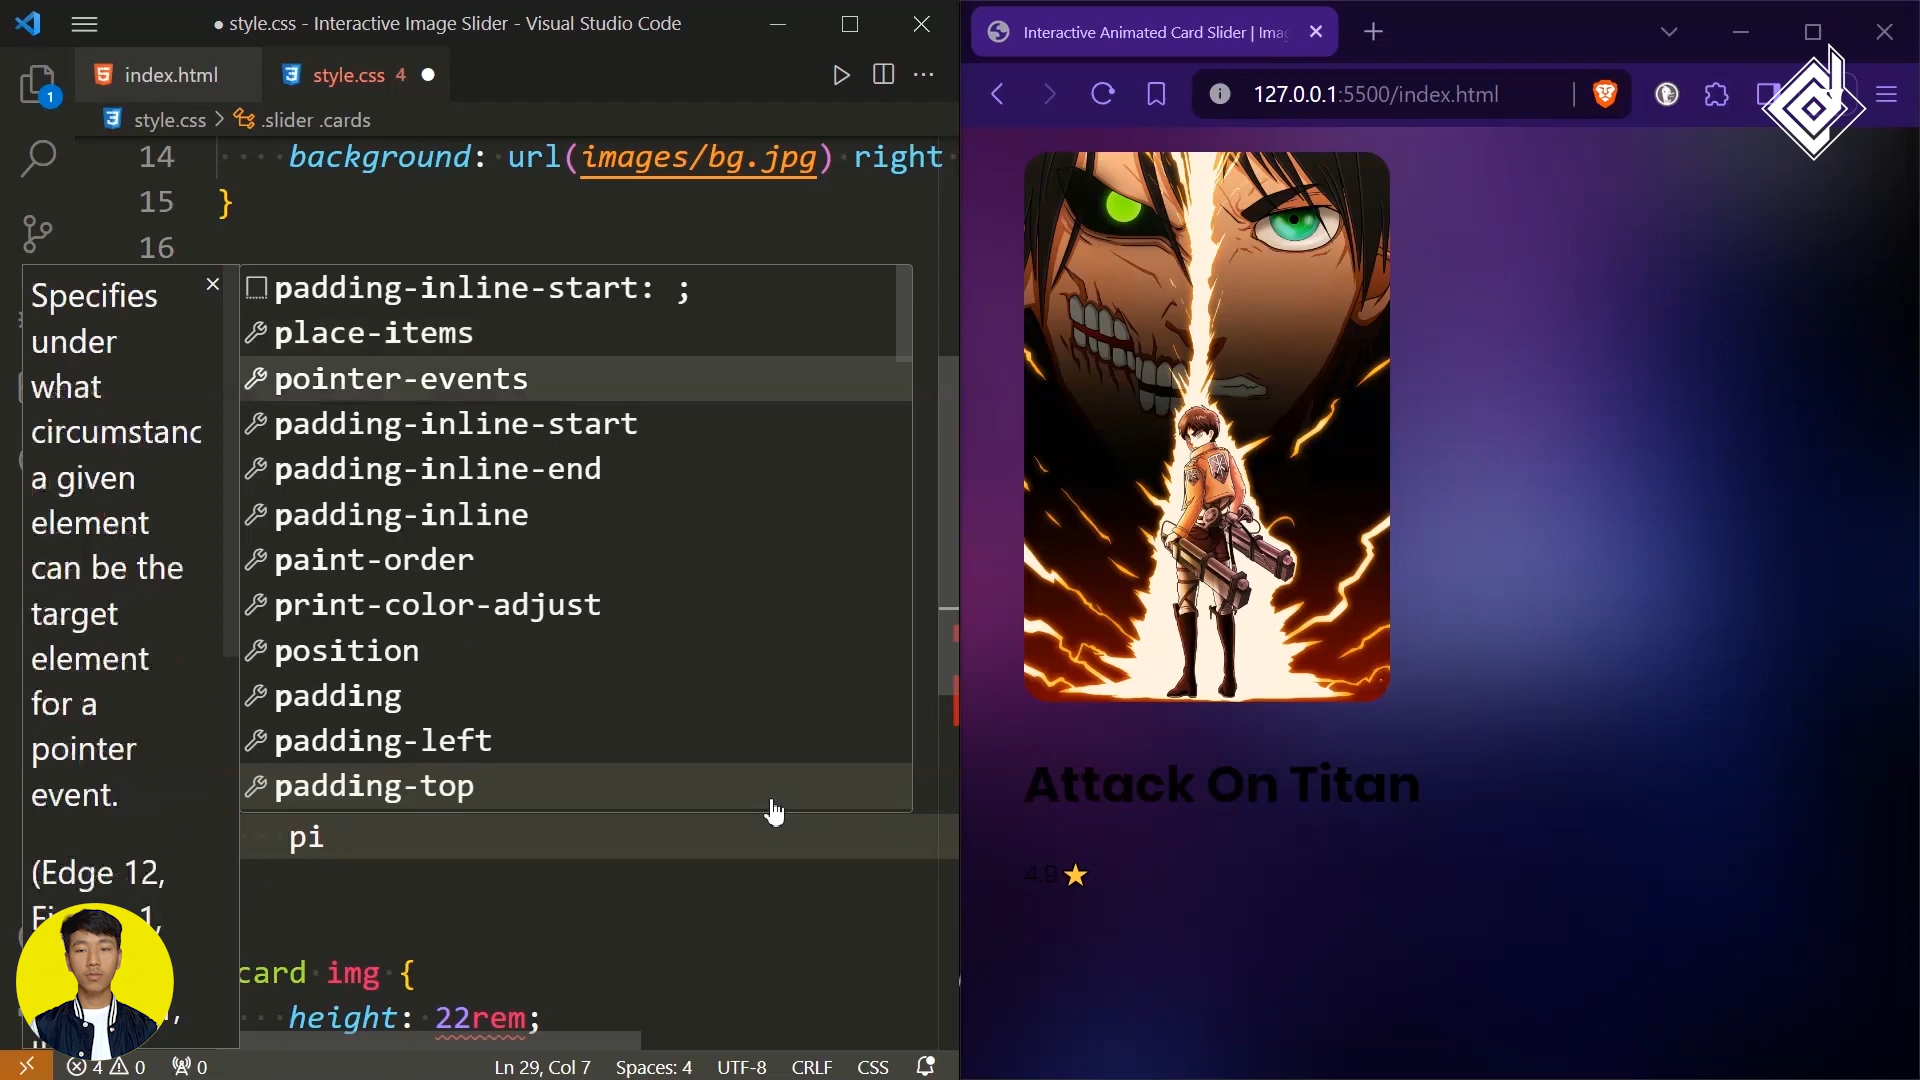 ● style.css - Interactive Image Slider - Visual Studio Code
index.html
style.css 4
style.css > .slider .cards
1
14 background: url(images/bg.jpg) right
15 }
16
Specifies
under
what
circumstanc
a given
element
can be the
target
element
for a
pointer
event.
(Edge 12,
padding-inline-start: ;
place-items
pointer-events
padding-inline-start
padding-inline-end
padding-inline
paint-order
print-color-adjust
position
padding
padding-left
padding-top
pi
card img {
height: 22rem;
4 0 0
Ln 29, Col 7 Spaces: 4 UTF-8 CRLF CSS
Interactive Animated Card Slider | Ima
127.0.0.1:5500/index.html
Attack On Titan
4.9